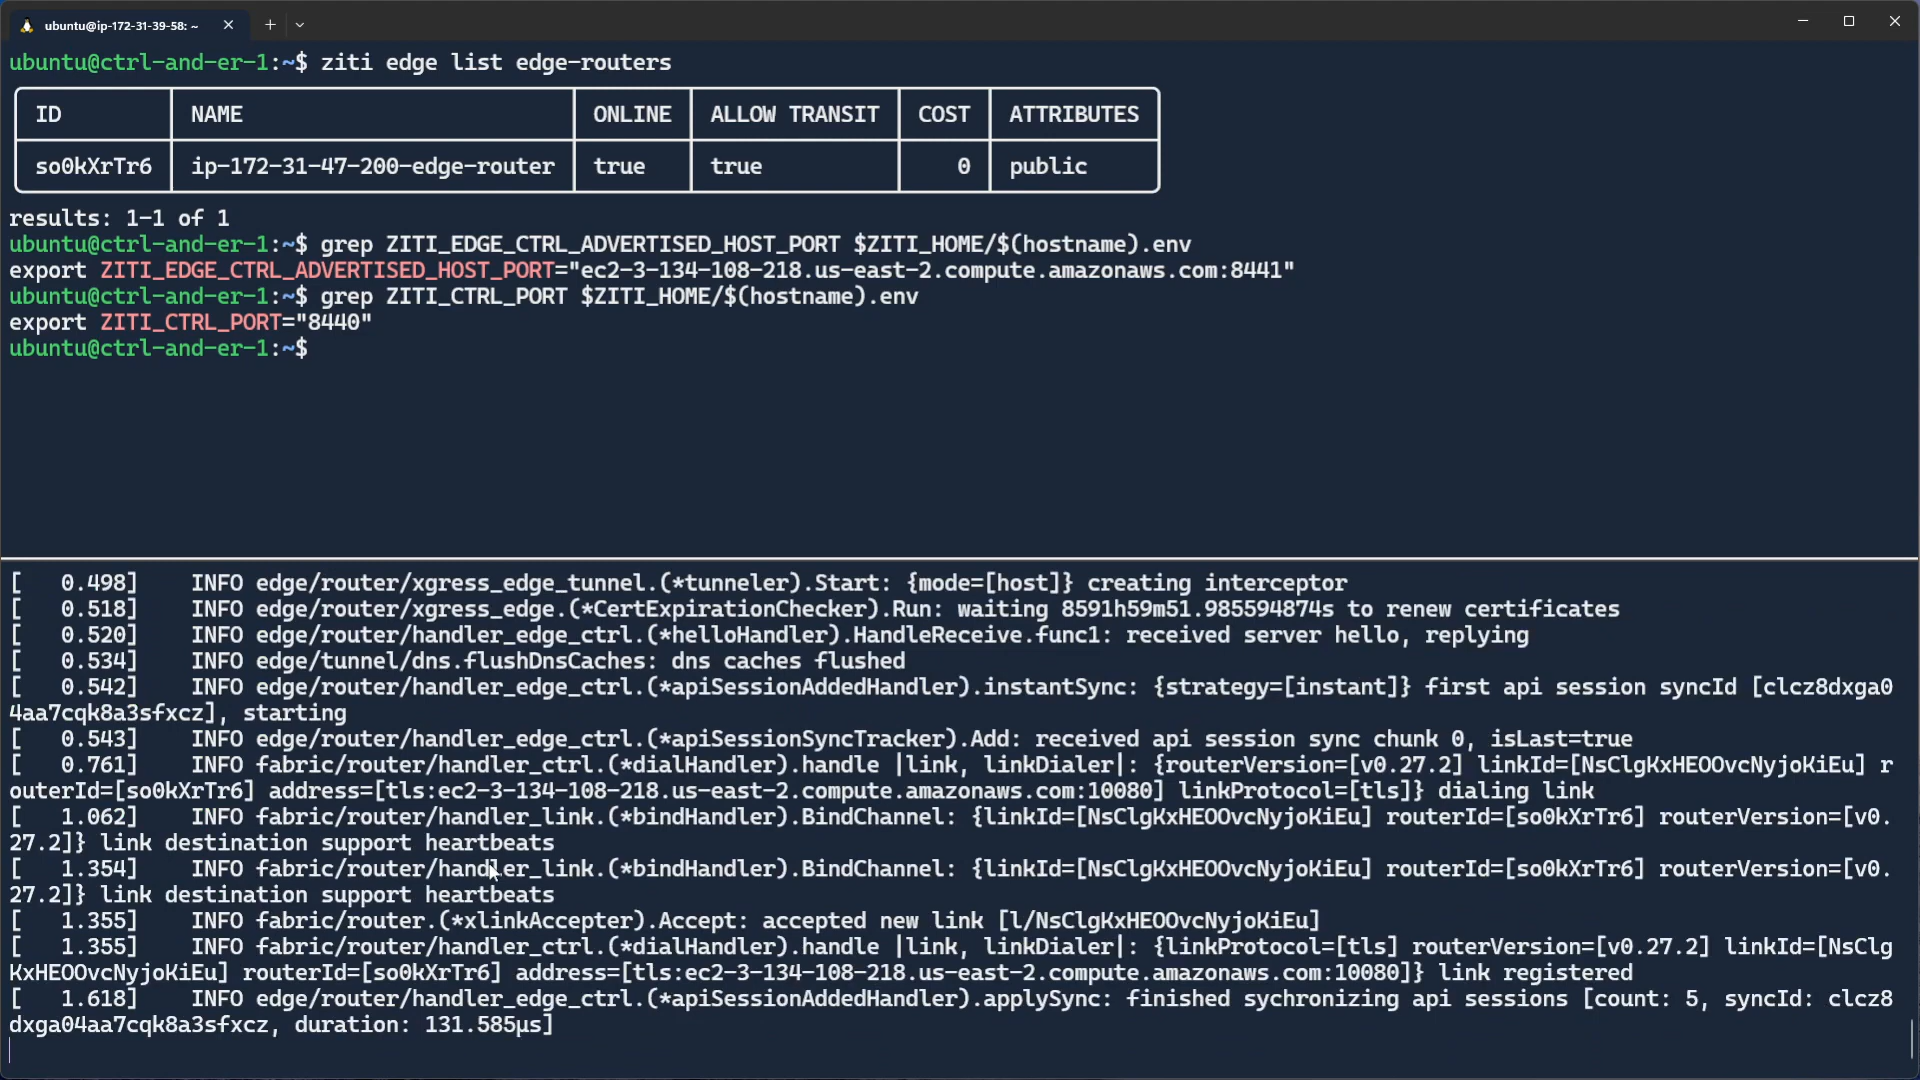 ubuntu@ip-172-31-39-58: ~
ubuntu@ctrl-and-er-1:~$ ziti edge list edge-routers
ID NAME ONLINE ALLOW TRANSIT COST ATTRIBUTES
so0kXrTr6 ip-172-31-47-200-edge-router true true 0 public
results: 1-1 of 1
ubuntu@ctrl-and-er-1:~$ grep ZITI_EDGE_CTRL_ADVERTISED_HOST_PORT $ZITI_HOME/$(hostname).env
export ZITI_EDGE_CTRL_ADVERTISED_HOST_PORT="ec2-3-134-108-218.us-east-2.compute.amazonaws.com:8441"
ubuntu@ctrl-and-er-1:~$ grep ZITI_CTRL_PORT $ZITI_HOME/$(hostname).env
export ZITI_CTRL_PORT="8440"
ubuntu@ctrl-and-er-1:~$
[   0.498]    INFO edge/router/xgress_edge_tunnel.(*tunneler).Start: {mode=[host]} creating interceptor
[   0.518]    INFO edge/router/xgress_edge.(*CertExpirationChecker).Run: waiting 8591h59m51.985594874s to renew certificates
[   0.520]    INFO edge/router/handler_edge_ctrl.(*helloHandler).HandleReceive.func1: received server hello, replying
[   0.534]    INFO edge/tunnel/dns.flushDnsCaches: dns caches flushed
[   0.542]    INFO edge/router/handler_edge_ctrl.(*apiSessionAddedHandler).instantSync: {strategy=[instant]} first api session syncId [clcz8dxga0
4aa7cqk8a3sfxcz], starting
[   0.543]    INFO edge/router/handler_edge_ctrl.(*apiSessionSyncTracker).Add: received api session sync chunk 0, isLast=true
[   0.761]    INFO fabric/router/handler_ctrl.(*dialHandler).handle |link, linkDialer|: {routerVersion=[v0.27.2] linkId=[NsClgKxHEOOvcNyjoKiEu] r
outerId=[so0kXrTr6] address=[tls:ec2-3-134-108-218.us-east-2.compute.amazonaws.com:10080] linkProtocol=[tls]} dialing link
[   1.062]    INFO fabric/router/handler_link.(*bindHandler).BindChannel: {linkId=[NsClgKxHEOOvcNyjoKiEu] routerId=[so0kXrTr6] routerVersion=[v0.
27.2]} link destination support heartbeats
[   1.354]    INFO fabric/router/handler_link.(*bindHandler).BindChannel: {linkId=[NsClgKxHEOOvcNyjoKiEu] routerId=[so0kXrTr6] routerVersion=[v0.
27.2]} link destination support heartbeats
[   1.355]    INFO fabric/router.(*xlinkAccepter).Accept: accepted new link [l/NsClgKxHEOOvcNyjoKiEu]
[   1.355]    INFO fabric/router/handler_ctrl.(*dialHandler).handle |link, linkDialer|: {linkProtocol=[tls] routerVersion=[v0.27.2] linkId=[NsClg
KxHEOOvcNyjoKiEu] routerId=[so0kXrTr6] address=[tls:ec2-3-134-108-218.us-east-2.compute.amazonaws.com:10080]} link registered
[   1.618]    INFO edge/router/handler_edge_ctrl.(*apiSessionAddedHandler).applySync: finished sychronizing api sessions [count: 5, syncId: clcz8
dxga04aa7cqk8a3sfxcz, duration: 131.585µs]